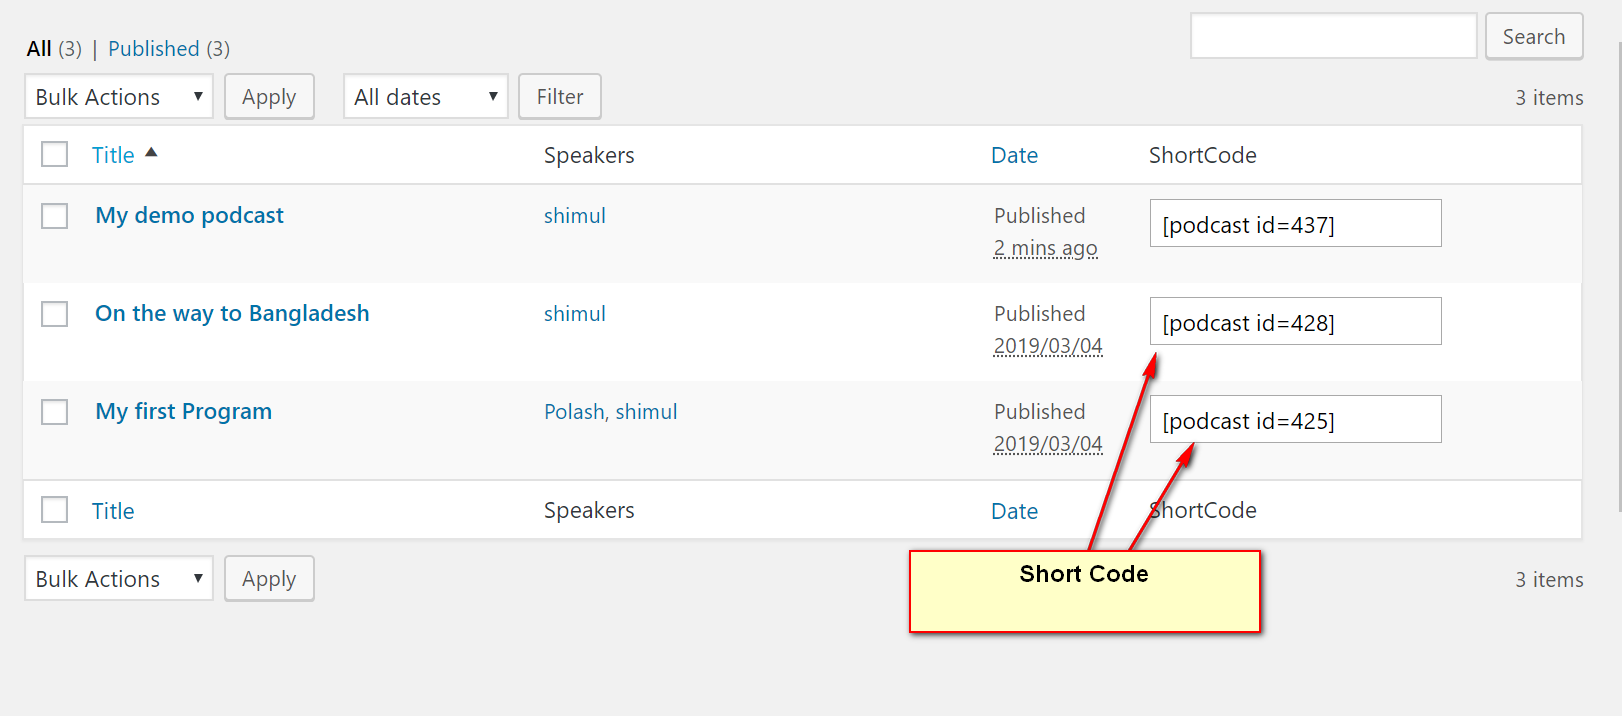 All (3) | Published (3)
Search
Bulk Actions Apply All dates Filter 3 items
Title Speakers Date ShortCode
My demo podcast shimul Published [podcast id=437]
2 mins ago
On the way to Bangladesh shimul Published [podcast id=428]
2019/03/04
My first Program Polash, shimul Published [podcast id=425]
2019/03/04
Title Speakers Date ShortCode
Short Code
Bulk Actions Apply 3 items